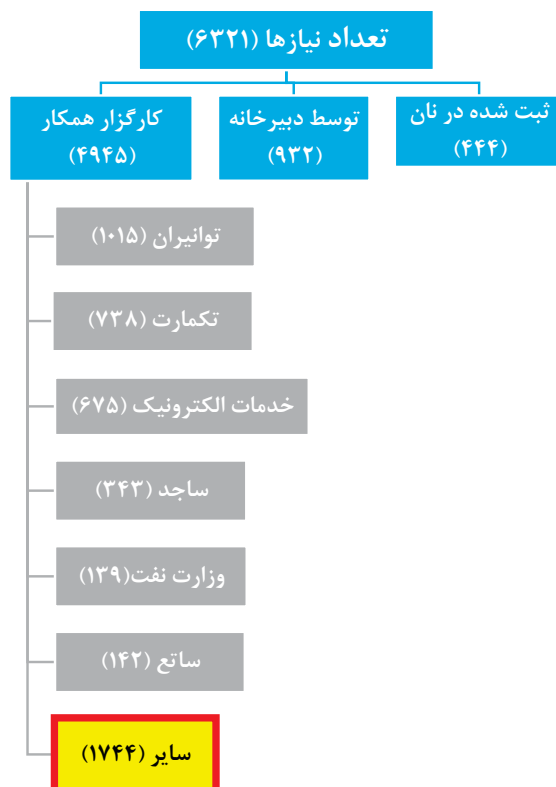 تعداد نیازها (۶۳۲۱)
ثبت شده در نان
(۴۴۴)
توسط دبیرخانه
(۹۳۲)
کارگزار همکار
(۴۹۴۵)
توانیران (۱۰۱۵)
تکمارت (۷۳۸)
خدمات الکترونیک (۶۷۵)
ساجد (۳۴۳)
وزارت نفت(۱۳۹)
ساتع (۱۴۲)
سایر (۱۷۴۴)